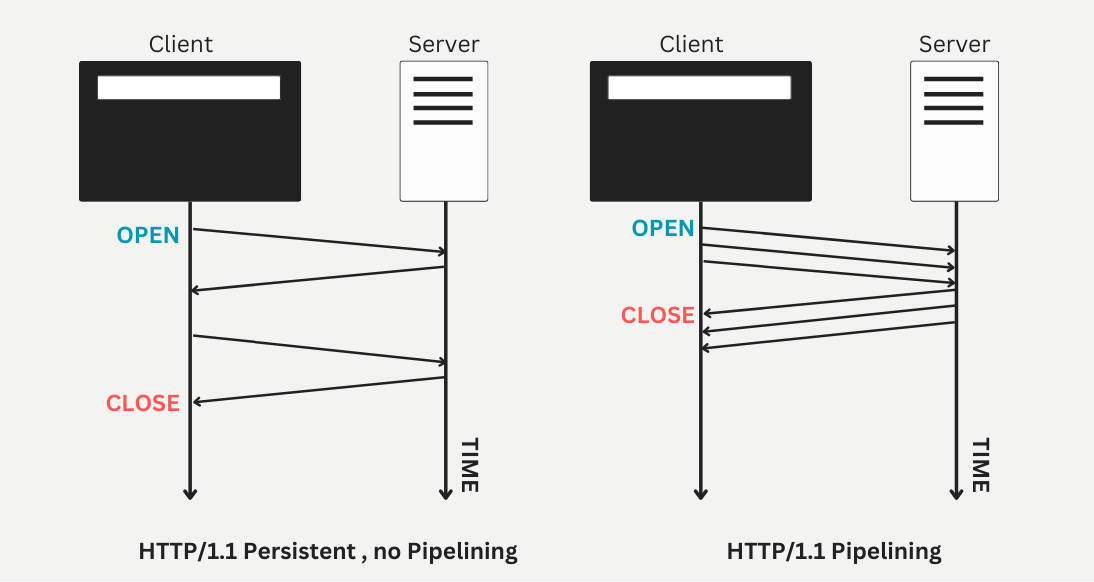 Client
Server
OPEN
CLOSE
TIME
HTTP/1.1 Persistent , no Pipelining
Client
Server
OPEN
CLOSE
TIME
HTTP/1.1 Pipelining